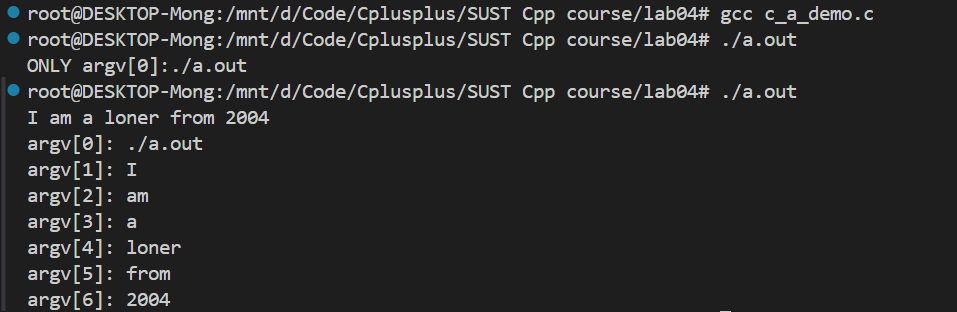 root@DESKTOP-Mong:/mnt/d/Code/Cplusplus/SUST Cpp course/lab04# gcc c_a_demo.c
root@DESKTOP-Mong:/mnt/d/Code/Cplusplus/SUST Cpp course/lab04# ./a.out
ONLY argv[0]:./a.out
root@DESKTOP-Mong:/mnt/d/Code/Cplusplus/SUST Cpp course/lab04# ./a.out
I am a loner from 2004
argv[0]: ./a.out
argv[1]: I
argv[2]: am
argv[3]: a
argv[4]: loner
argv[5]: from
argv[6]: 2004